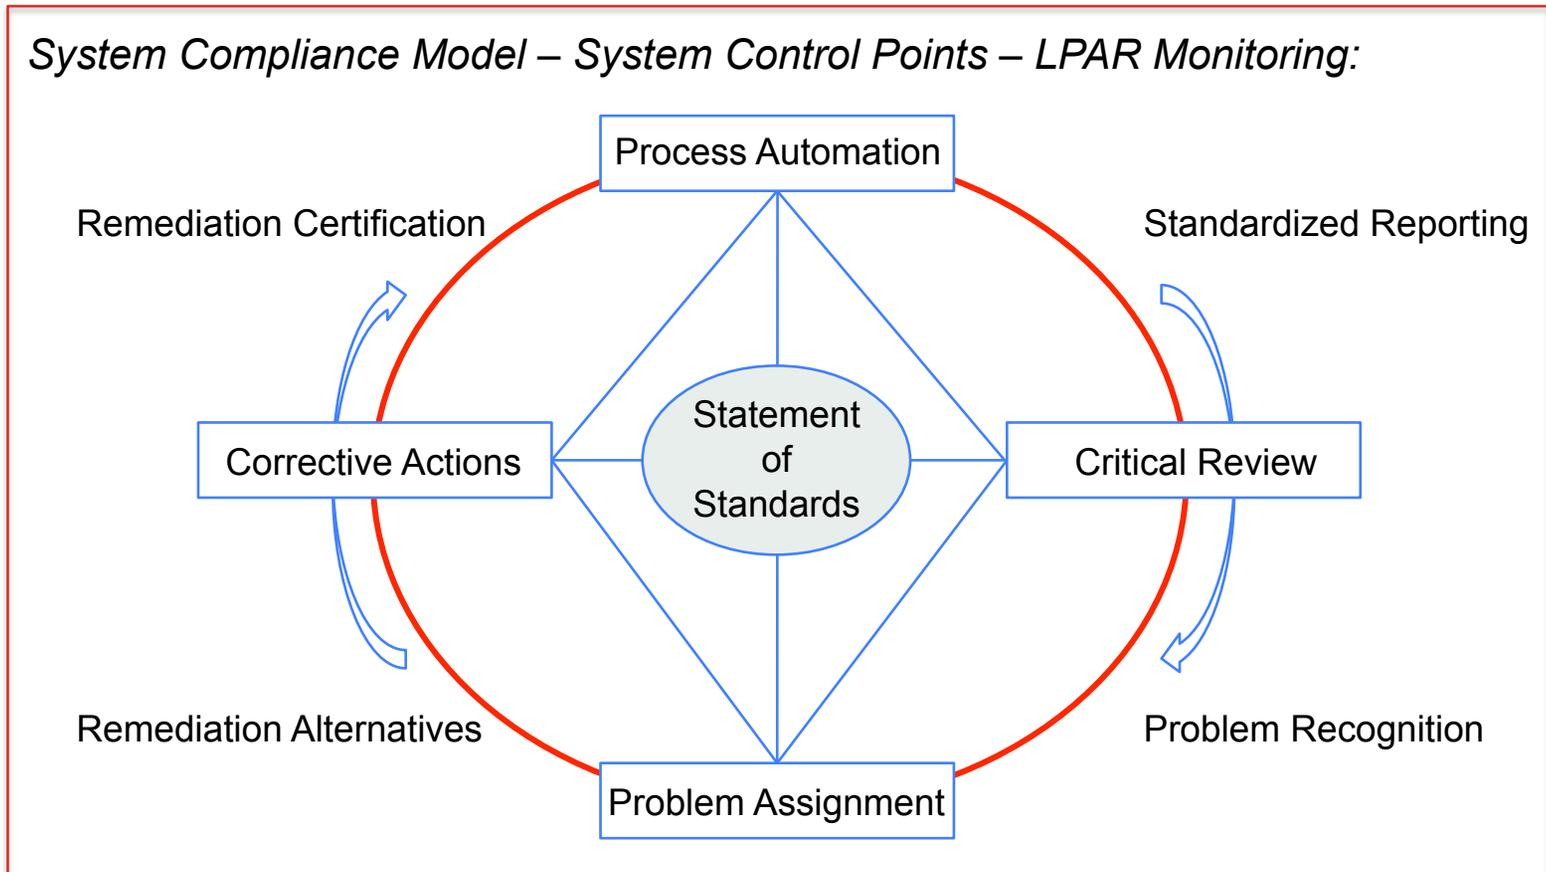 System Compliance Model – System Control Points – LPAR Monitoring:
Process Automation
Remediation Certification
Standardized Reporting
Statement
of
Standards
Corrective Actions
Critical Review
Remediation Alternatives
Problem Recognition
Problem Assignment